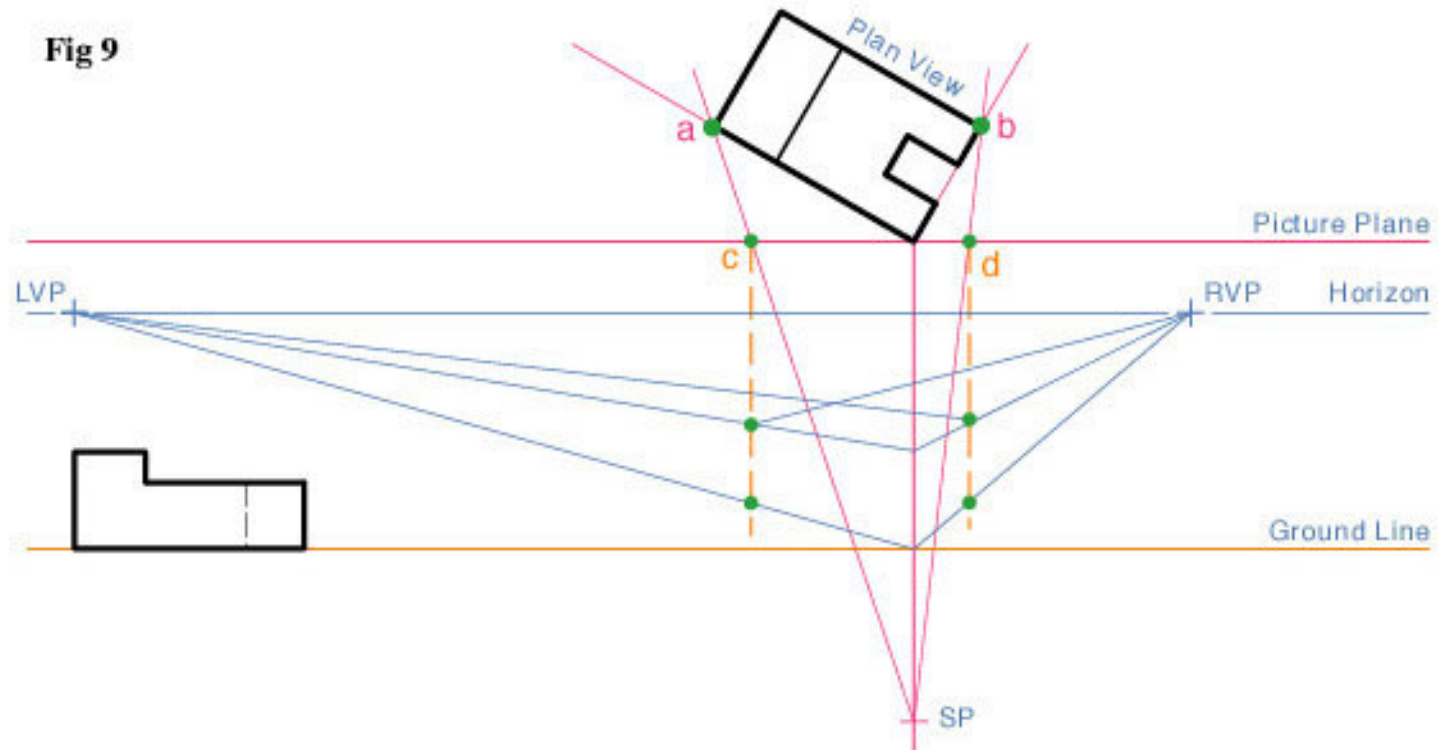 Fig 9
Plan View
a
b
Picture Plane
c
d
LVP
RVP
Horizon
Ground Line
SP